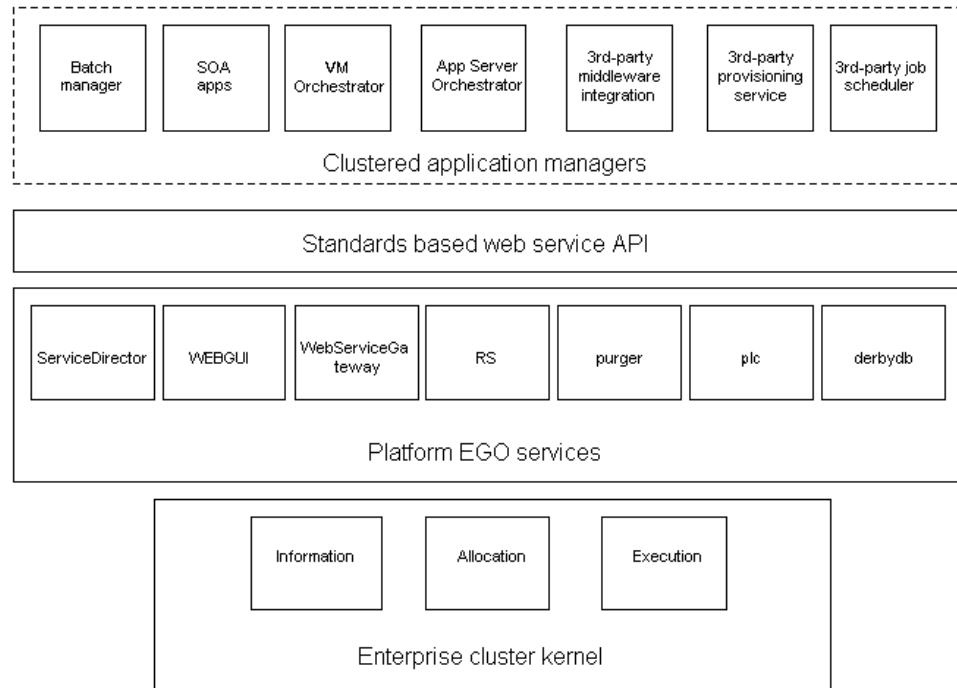 Batch
manager
SOA
apps
VM
Orchestrator
App Server
Orchestrator
3rd-party
middleware
integration
3rd-party
provisioning
service
3rd-party job
scheduler
Clustered application managers
Standards based web service API
ServiceDirector
WEBGUI
WebServiceGa
teway
RS
purger
plc
derbydb
Platform EGO services
Information
Allocation
Execution
Enterprise cluster kernel